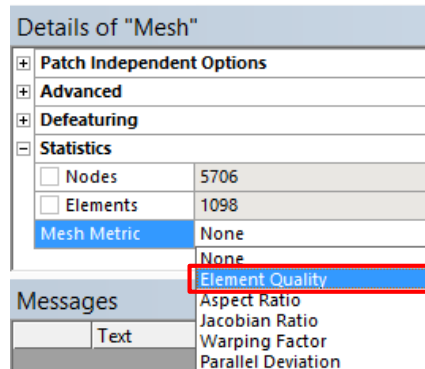 Details of "Mesh"
Patch Independent Options
Advanced
Defeaturing
Statistics
Nodes 5706
Elements 1098
Mesh Metric None
None
Element Quality
Messages
Aspect Ratio
Jacobian Ratio
Text
Warping Factor
Parallel Deviation